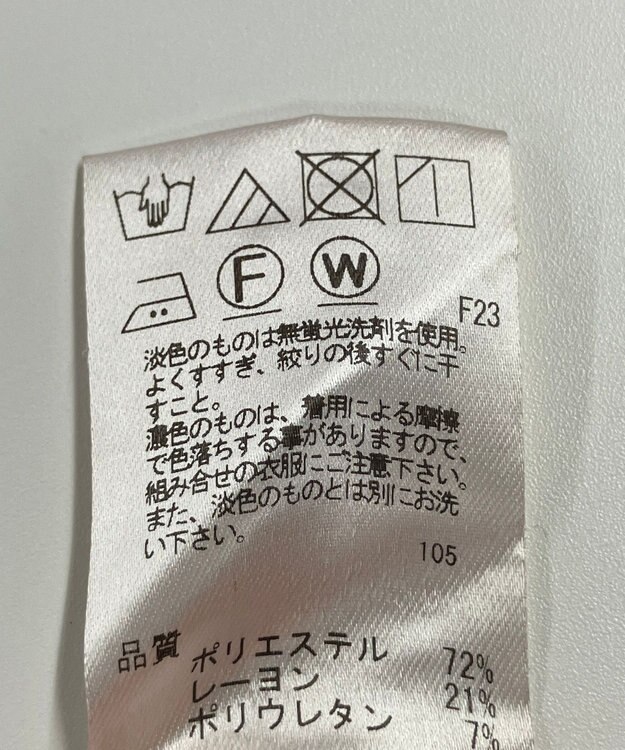 F
W
F23
淡色のものは無蛍光洗剤を使用。
よくすすぎ、絞りの後すぐに干
すこと。
濃色のものは、着用による摩擦
で色落ちする事がありますので、
組み合せの衣服にご注意下さい。
また、淡色のものとは別にお洗
い下さい。
105
品質 ポリエステル 72%
レーヨン 21%
ポリウレタン 7%